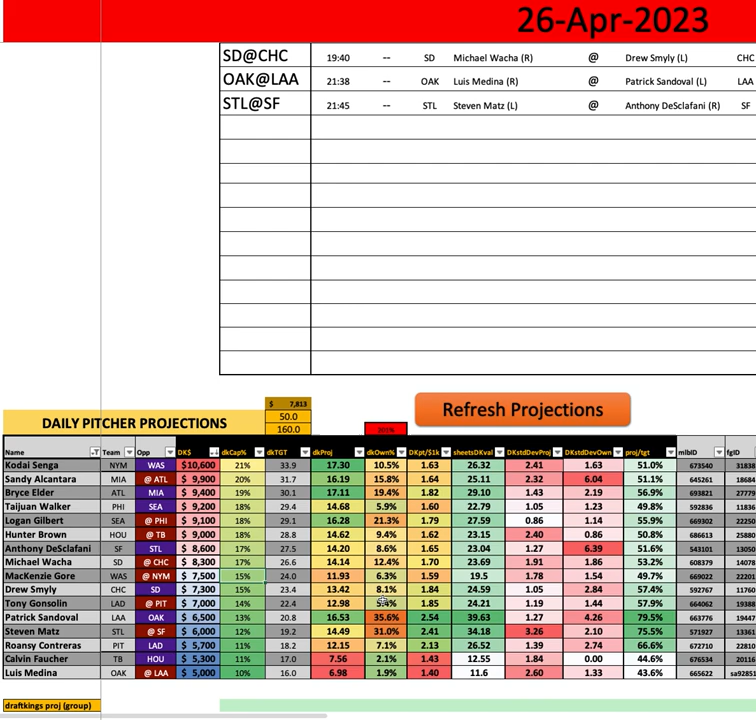 26-Apr-2023
SD@CHC 19:40 -- SD Michael Wacha (R) @ Drew Smyly (L) CHC
OAK@LAA 21:38 -- OAK Luis Medina (R) @ Patrick Sandoval (L) LAA
STL@SF 21:45 -- STL Steven Matz (L) @ Anthony DeSclafani (R) SF
$ 7,813
DAILY PITCHER PROJECTIONS 50.0 Refresh Projections
160.0
Name Team Opp DK$ dkCap% dkTGT dkProj dkOwn% DKpt/$1k sheetsDKval DKstdDevProj DKstdDevOwn proj/tgt mlbID fgID
Kodai Senga NYM WAS $10,600 21% 33.9 17.30 10.5% 1.63 26.32 2.41 1.63 51.0% 673540 31838
Sandy Alcantara MIA @ ATL $ 9,900 20% 31.7 16.19 15.8% 1.64 25.11 2.32 6.04 51.1% 645261 18684
Bryce Elder ATL MIA $ 9,400 19% 30.1 17.11 19.4% 1.82 29.10 1.43 2.19 56.9% 693821 27779
Taijuan Walker PHI SEA $ 9,200 18% 29.4 14.68 5.9% 1.60 22.79 1.05 1.23 49.8% 592836 11836
Logan Gilbert SEA @ PHI $ 9,100 18% 29.1 16.28 21.3% 1.79 27.59 0.86 1.14 55.9% 669302 22250
Hunter Brown HOU @ TB $ 9,000 18% 28.8 14.62 9.4% 1.62 23.15 2.40 0.86 50.8% 686613 25880
Anthony DeSclafani SF STL $ 8,600 17% 27.5 14.20 8.6% 1.65 23.04 1.27 6.39 51.6% 543101 13050
Michael Wacha SD @ CHC $ 8,300 17% 26.6 14.14 12.4% 1.70 23.69 1.91 1.86 53.2% 608379 14078
MacKenzie Gore WAS @ NYM $ 7,500 15% 24.0 11.93 6.3% 1.59 19.5 1.78 1.54 49.7% 669022 22201
Drew Smyly CHC SD $ 7,300 15% 23.4 13.42 8.1% 1.84 24.59 1.05 2.84 57.4% 592767 11760
Tony Gonsolin LAD @ PIT $ 7,000 14% 22.4 12.98 1.85 24.21 1.19 1.44 57.9% 664062 19388
Patrick Sandoval LAA OAK $ 6,500 13% 20.8 16.53 35.6% 2.54 39.63 1.27 4.26 79.5% 663776 19447
Steven Matz STL @ SF $ 6,000 12% 19.2 14.49 31.0% 2.41 34.18 3.26 2.10 75.5% 571927 13361
Roansy Contreras PIT LAD $ 5,700 11% 18.2 12.15 7.1% 2.13 26.52 1.39 2.74 66.6% 672710 22810
Calvin Faucher TB HOU $ 5,300 11% 17.0 7.56 2.1% 1.43 12.55 1.84 0.00 44.6% 676534 20116
Luis Medina OAK @ LAA $ 5,000 10% 16.0 6.98 1.9% 1.40 11.6 2.60 1.33 43.6% 665622 sa92851
draftkings proj (group)